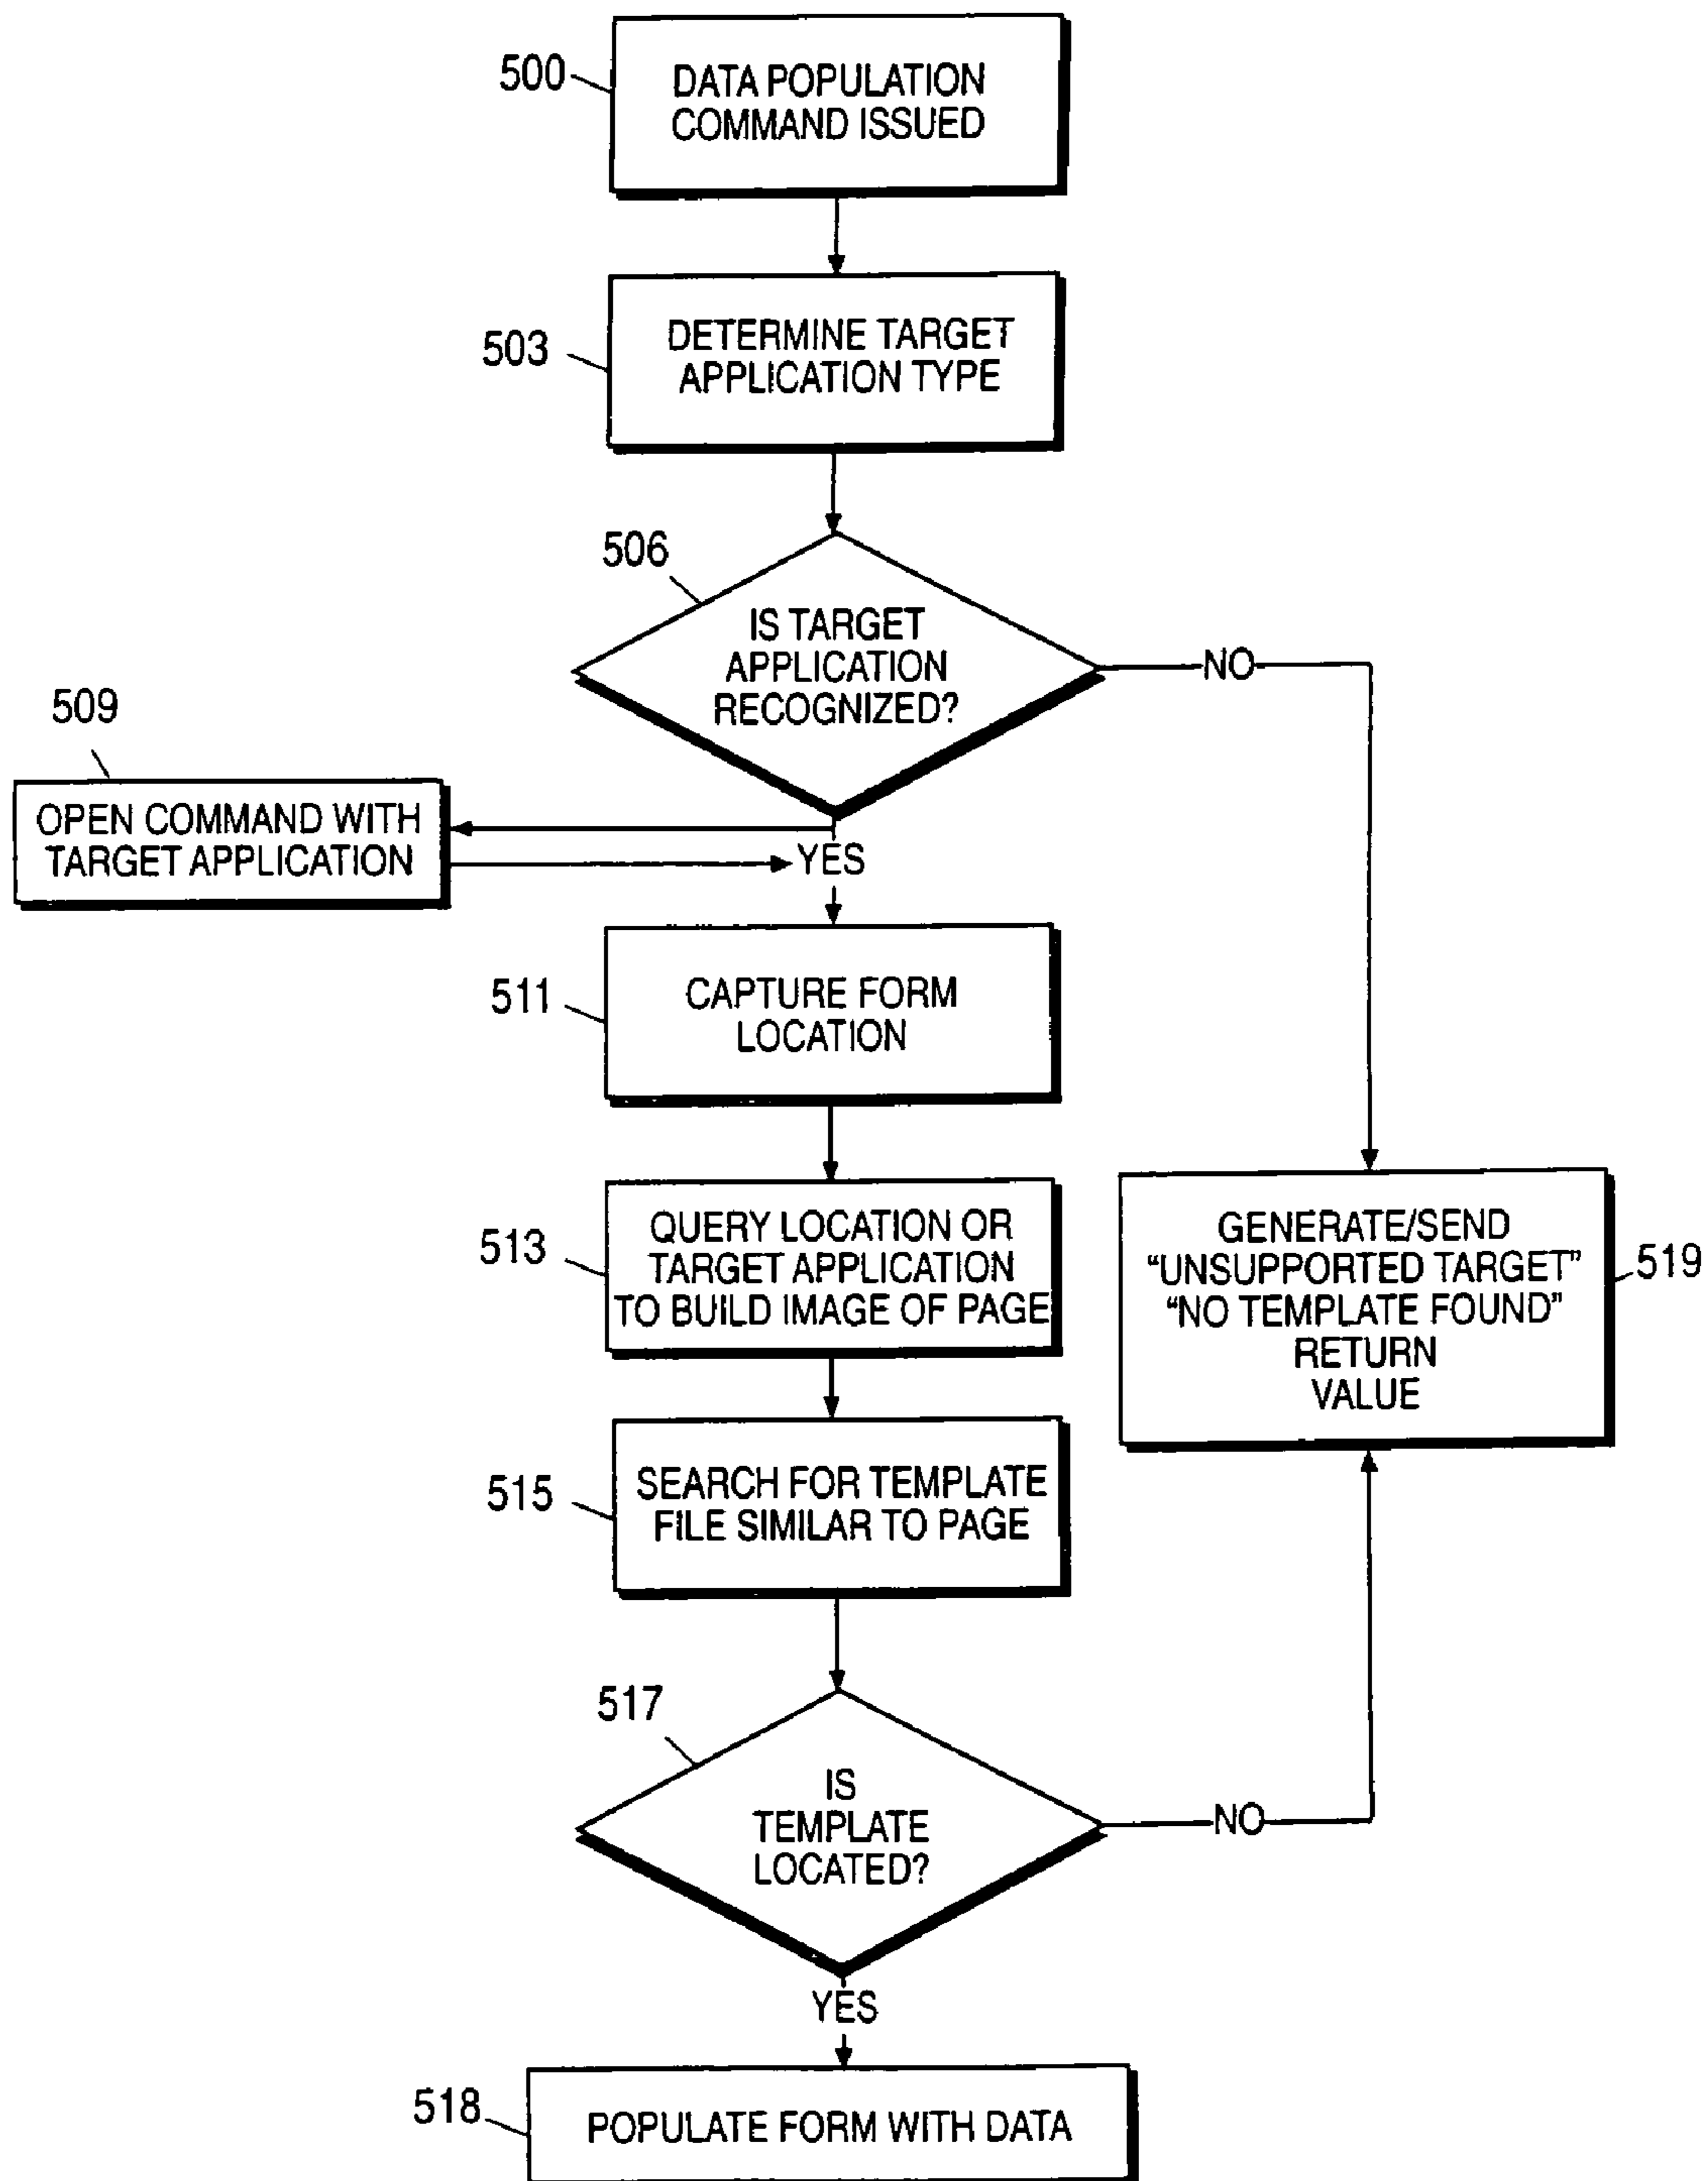 500
DATA POPULATION
COMMAND ISSUED
503
DETERMINE TARGET
APPLICATION TYPE
506
IS TARGET
APPLICATION
RECOGNIZED?
NO
509
OPEN COMMAND WITH
TARGET APPLICATION
YES
511
CAPTURE FORM
LOCATION
513
QUERY LOCATION OR
TARGET APPLICATION
TO BUILD IMAGE OF PAGE
GENERATE/SEND
“UNSUPPORTED TARGET”
“NO TEMPLATE FOUND”
RETURN
VALUE
519
515
SEARCH FOR TEMPLATE
FILE SIMILAR TO PAGE
517
IS
TEMPLATE
LOCATED?
NO
YES
518
POPULATE FORM WITH DATA